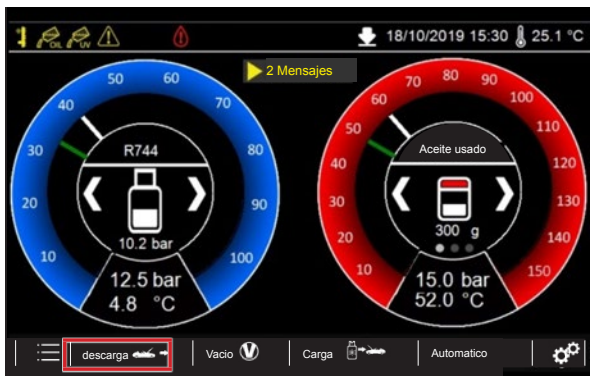 OIL UV 18/10/2019 15:30 25.1 °C
2 Mensajes
10 20 30 40 50 60 70 80 90 100
R744
10.2 bar
12.5 bar
4.8 °C
10 20 30 40 50 60 70 80 90 100 110 120 130 140 150
Aceite usado
300 g
15.0 bar
52.0 °C
descarga Vacio V Carga Automatico